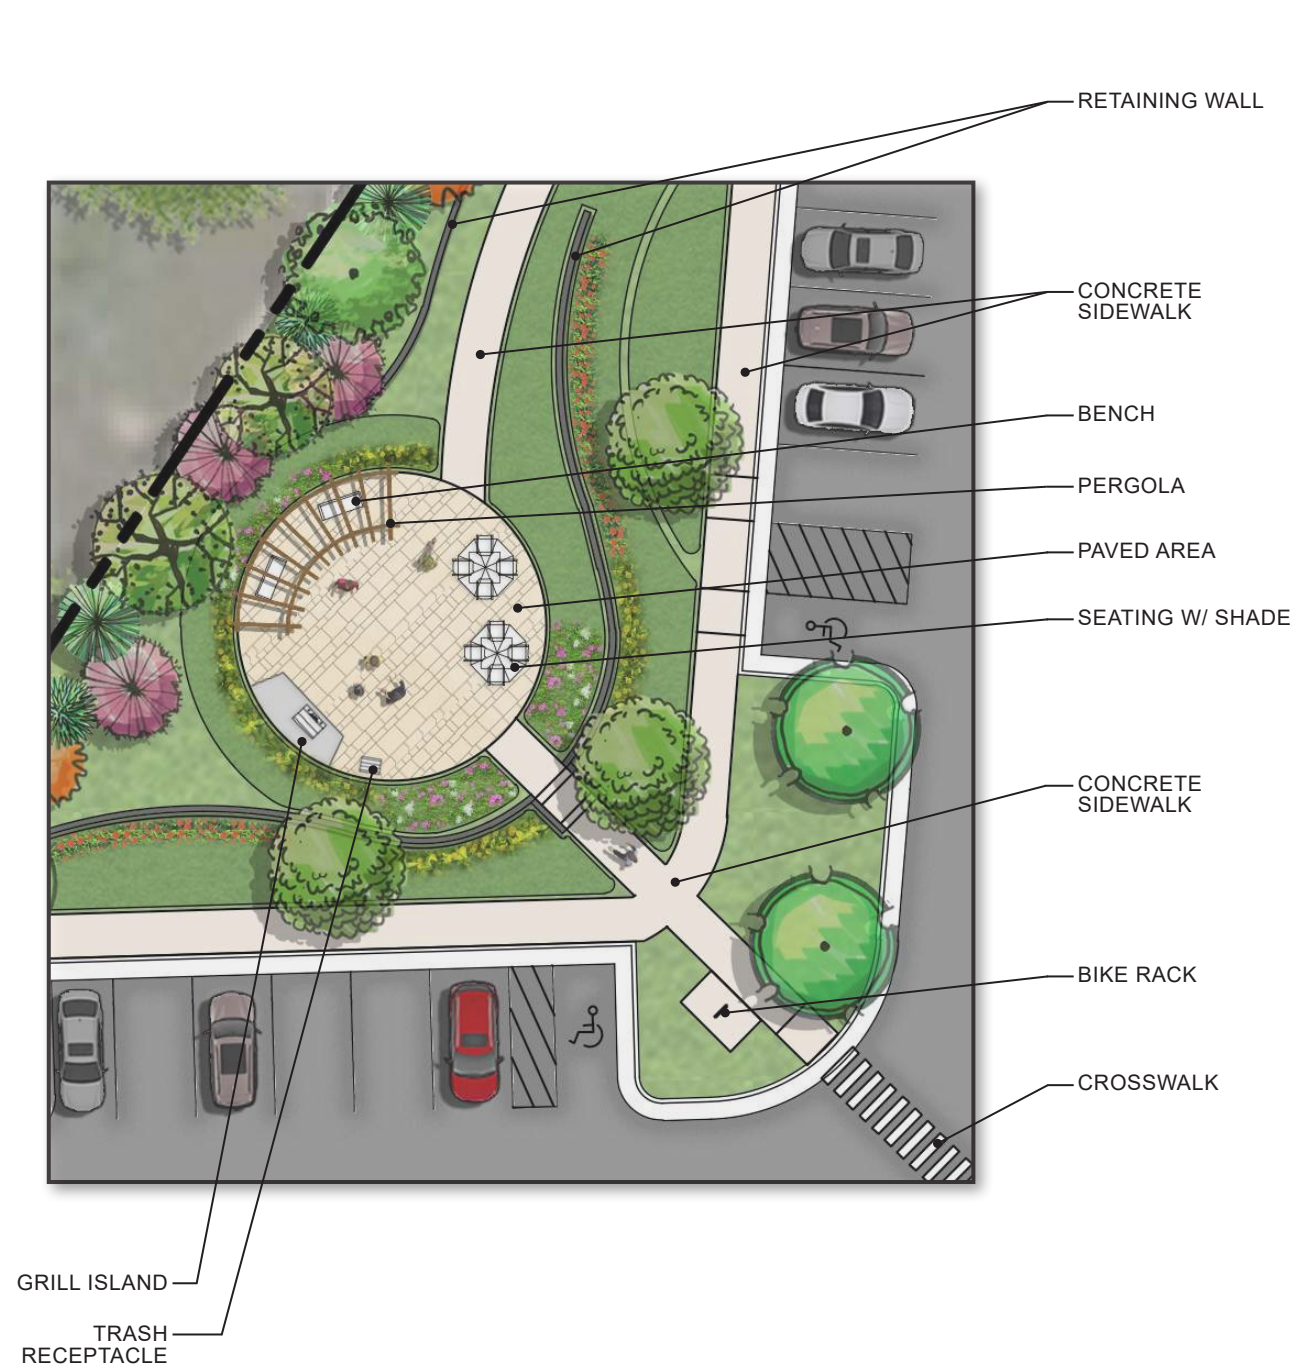 RETAINING WALL
CONCRETE
SIDEWALK
BENCH
PERGOLA
PAVED AREA
SEATING W/ SHADE
CONCRETE
SIDEWALK
BIKE RACK
CROSSWALK
GRILL ISLAND
TRASH
RECEPTACLE